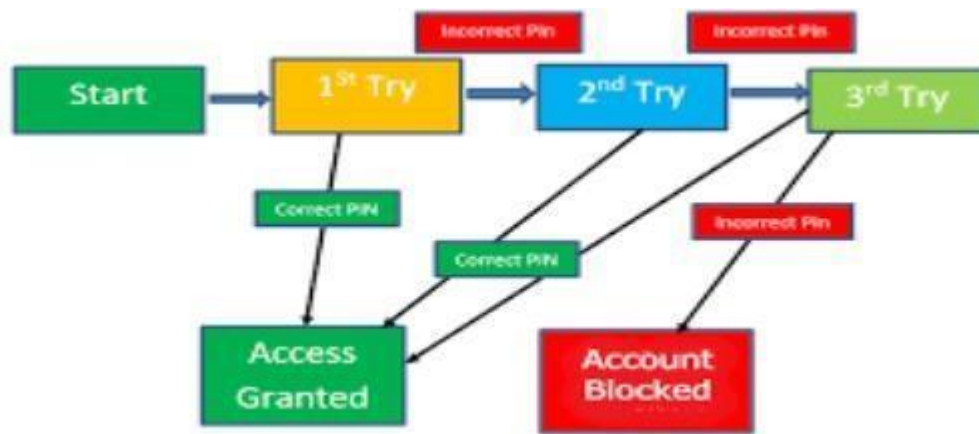 Incorrect Pin
Incorrect Pin
Start
1St Try
2nd Try
3rd Try
Correct PIN
Incorrect Pin
Correct PIN
Access
Granted
Account
Blocked